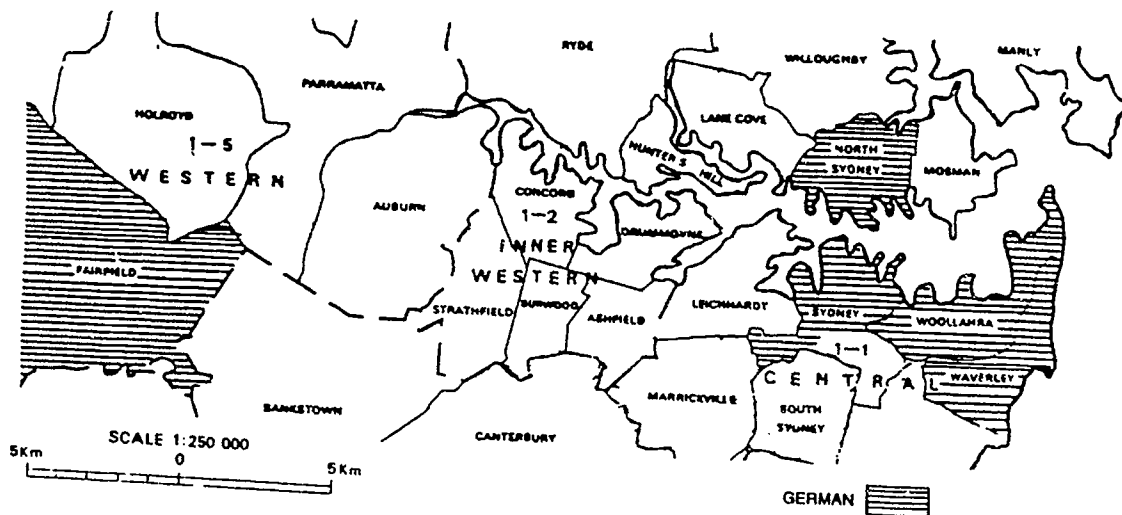 RYDE
MANLY
WILLOUGHBY
PARRAMATTA
HOLROYD
LANE COVE
1-5
HUNTER'S
HILL
NORTH
SYDNEY
MOSMAN
WESTERN
CONCORD
AUBURN
1-2
DRUMMOYNE
INNER
FAIRFIELD
WESTERN
STRATHFIELD
BURWOOD
ASHFIELD
LEICHHARDT
SYDNEY
WOOLLAHRA
1-1
CENTRAL
WAVERLEY
MARRICKVILLE
BANKSTOWN
SOUTH
SYDNEY
CANTERBURY
SCALE 1:250 000
5Km 0 5Km
GERMAN